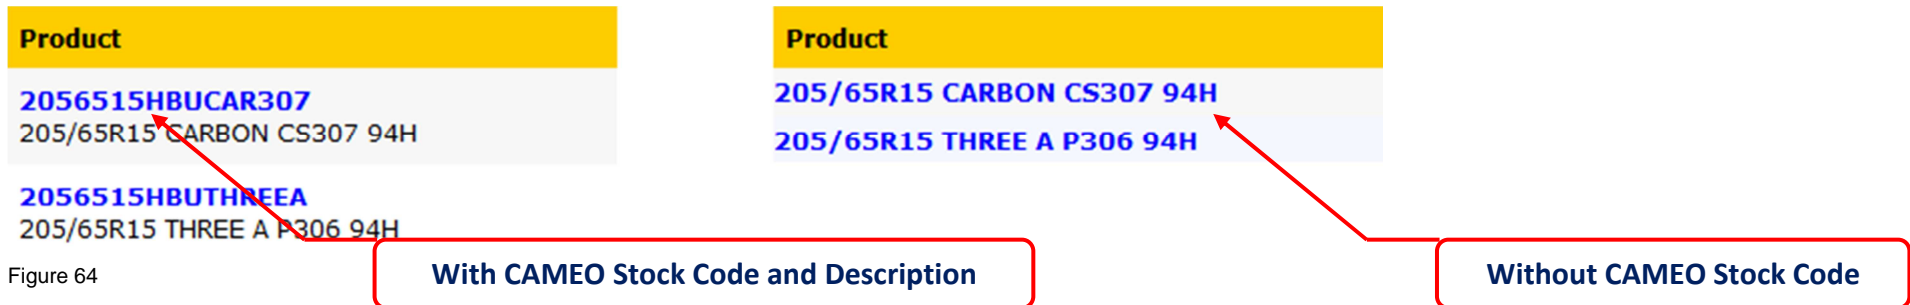 Product
2056515HBUCAR307
205/65R15 CARBON CS307 94H
2056515HBUTHREEA
205/65R15 THREE A P306 94H
Product
205/65R15 CARBON CS307 94H
205/65R15 THREE A P306 94H
Figure 64
With CAMEO Stock Code and Description
Without CAMEO Stock Code